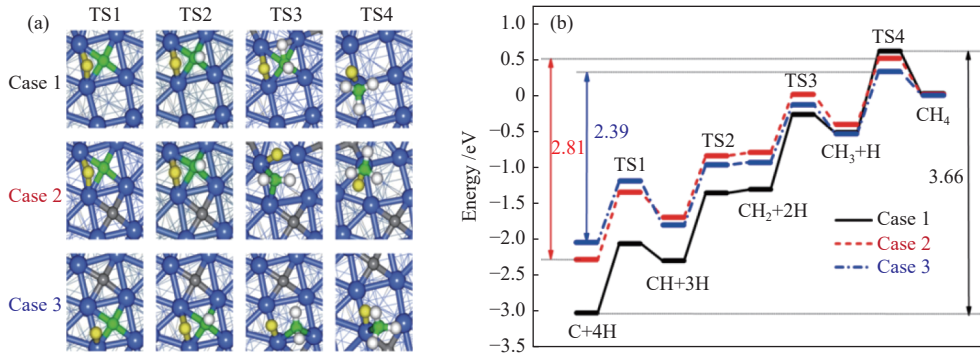 (a)
TS1 TS2 TS3 TS4
Case 1
Case 2
Case 3
(b)
Energy /eV
0.5
0
−0.5
−1.0
−1.5
−2.0
−2.5
−3.0
−3.5
2.81
2.39
3.66
TS1
TS2
TS3
TS4
C+4H
CH+3H
CH₂+2H
CH₃+H
CH₄
Case 1
Case 2
Case 3